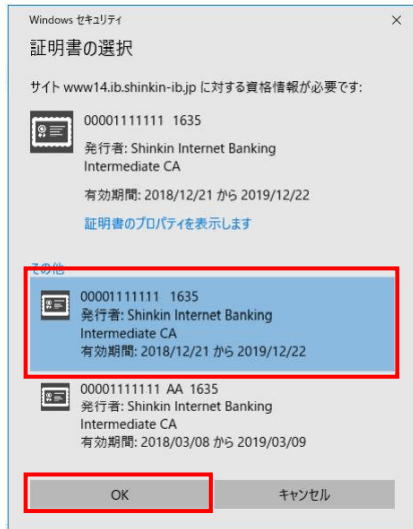 Windows セキュリティ
証明書の選択
サイト www14.ib.shinkin-ib.jp に対する資格情報が必要です:
00001111111 1635
発行者: Shinkin Internet Banking
Intermediate CA
有効期間: 2018/12/21 から 2019/12/22
証明書のプロパティを表示します
その他
00001111111 1635
発行者: Shinkin Internet Banking
Intermediate CA
有効期間: 2018/12/21 から 2019/12/22
00001111111 AA 1635
発行者: Shinkin Internet Banking
Intermediate CA
有効期間: 2018/03/08 から 2019/03/09
OK キャンセル